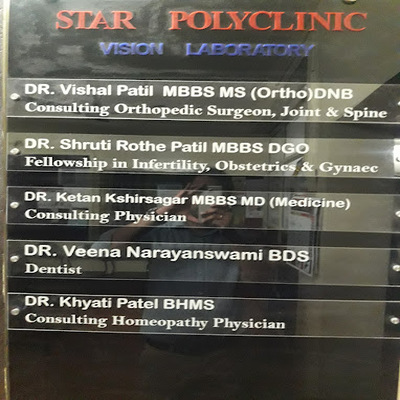 STAR POLYCLINIC
VISION LABORATORY
DR. Vishal Patil MBBS MS (Ortho)DNB
Consulting Orthopedic Surgeon, Joint & Spine
DR. Shruti Rothe Patil MBBS DGO
Fellowship in Infertility, Obstetrics & Gynaec
DR. Ketan Kshirsagar MBBS MD (Medicine)
Consulting Physician
DR. Veena Narayanswami BDS
Dentist
DR. Khyati Patel BHMS
Consulting Homeopathy Physician